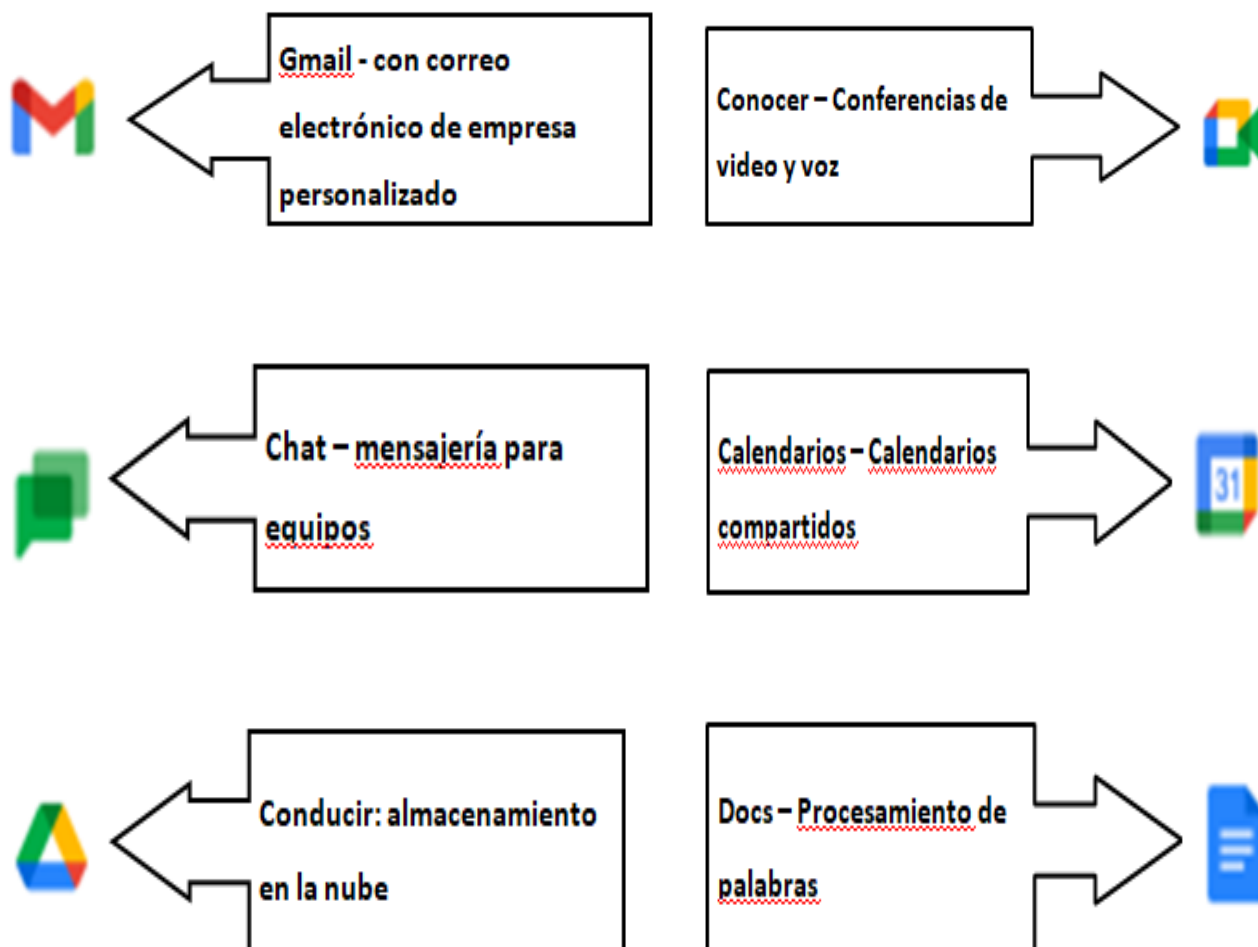 Gmail - con correo
electrónico de empresa
personalizado
Conocer – Conferencias de
video y voz
Chat – mensajería para
equipos
Calendarios – Calendarios
compartidos
31
Conducir: almacenamiento
en la nube
Docs – Procesamiento de
palabras